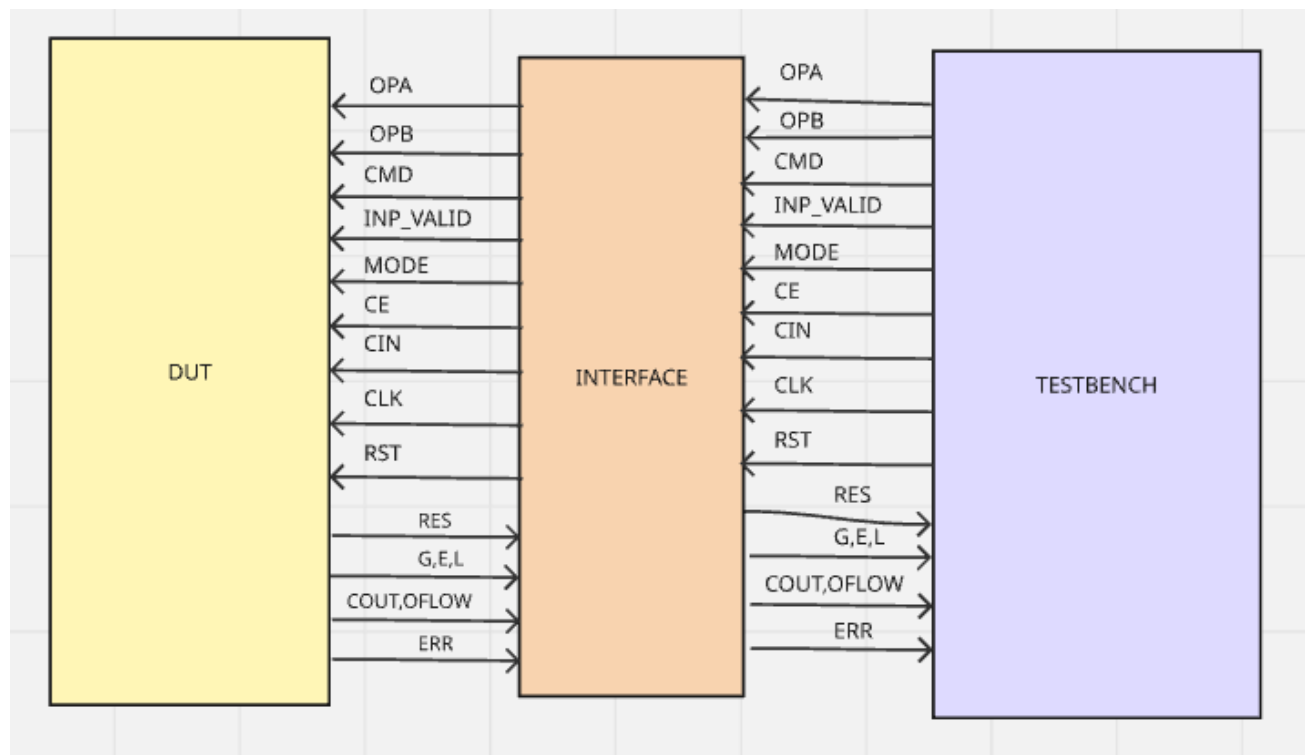 DUT
OPA
OPB
CMD
INP_VALID
MODE
CE
CIN
CLK
RST
RES
G,E,L
COUT,OFLOW
ERR
INTERFACE
OPA
OPB
CMD
INP_VALID
MODE
CE
CIN
CLK
RST
RES
G,E,L
COUT,OFLOW
ERR
TESTBENCH